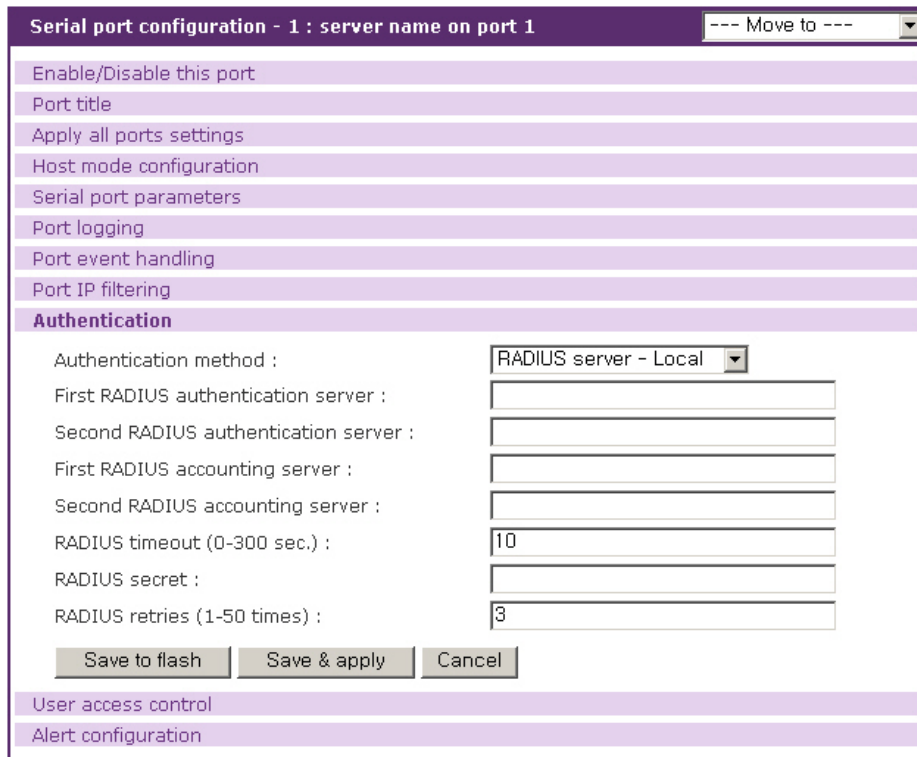 Serial port configuration - 1 : server name on port 1 --- Move to ---
Enable/Disable this port
Port title
Apply all ports settings
Host mode configuration
Serial port parameters
Port logging
Port event handling
Port IP filtering
Authentication
Authentication method : RADIUS server - Local
First RADIUS authentication server :
Second RADIUS authentication server :
First RADIUS accounting server :
Second RADIUS accounting server :
RADIUS timeout (0-300 sec.) : 10
RADIUS secret :
RADIUS retries (1-50 times) : 3
Save to flash Save & apply Cancel
User access control
Alert configuration